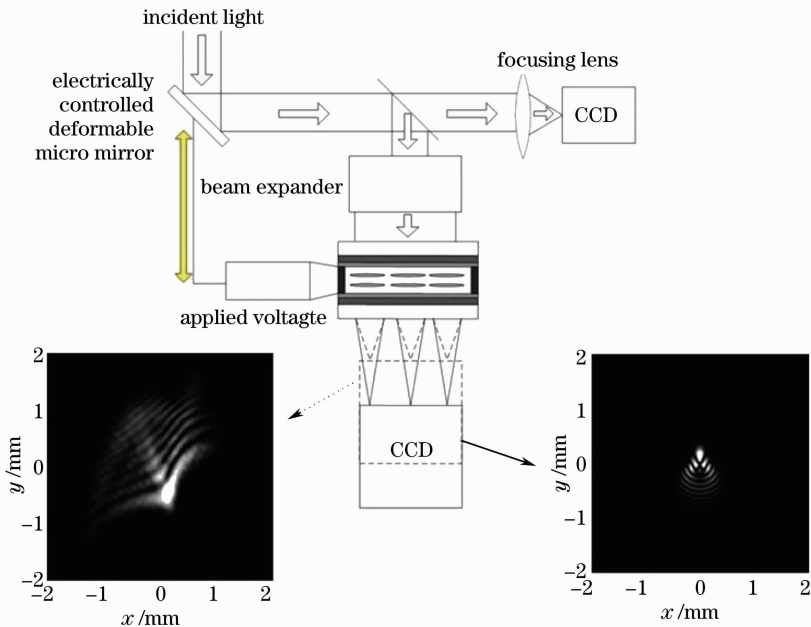 incident light
electrically
controlled
deformable
micro mirror
focusing lens
CCD
beam expander
applied voltagte
CCD
2
1
0
−1
−2
y /mm
−2
−1
0
1
2
x /mm
2
1
0
−1
−2
y /mm
−2
−1
0
1
2
x /mm